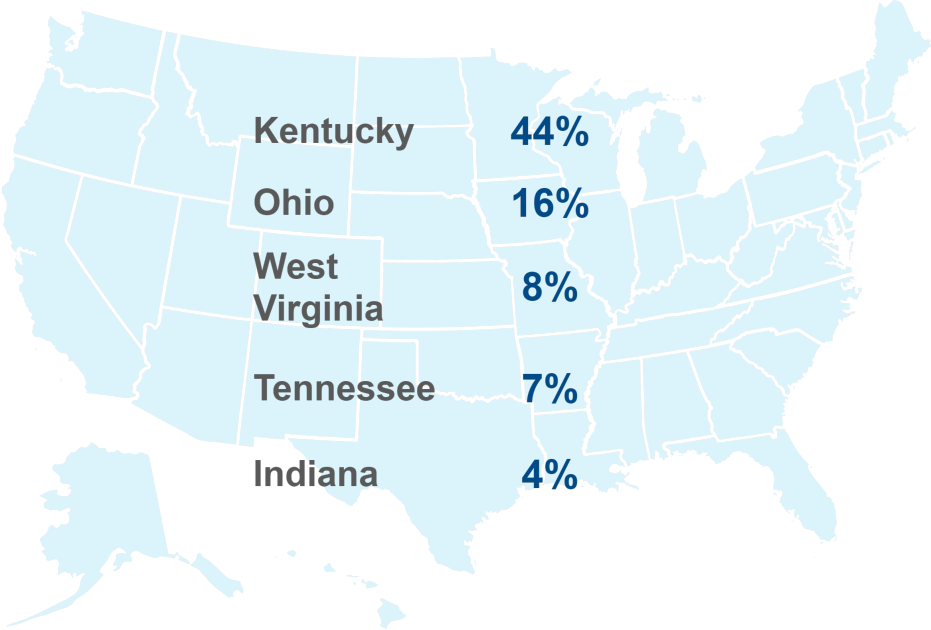 Kentucky 44%
Ohio 16%
West
Virginia 8%
Tennessee 7%
Indiana 4%